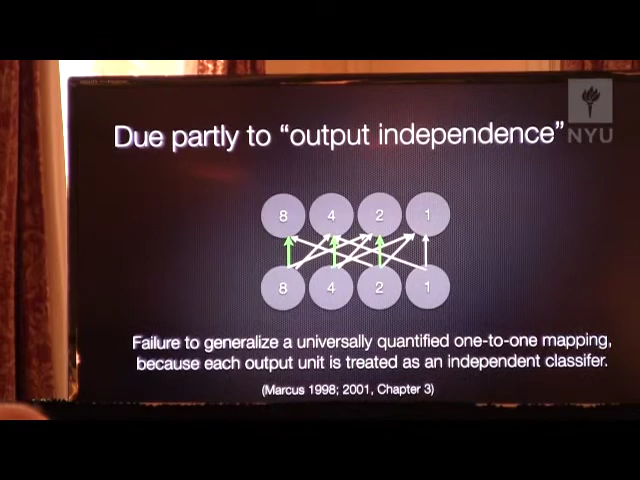 NYU
Due partly to “output independence”
8 4 2 1
8 4 2 1
Failure to generalize a universally quantified one-to-one mapping,
because each output unit is treated as an independent classifer.
(Marcus 1998; 2001, Chapter 3)